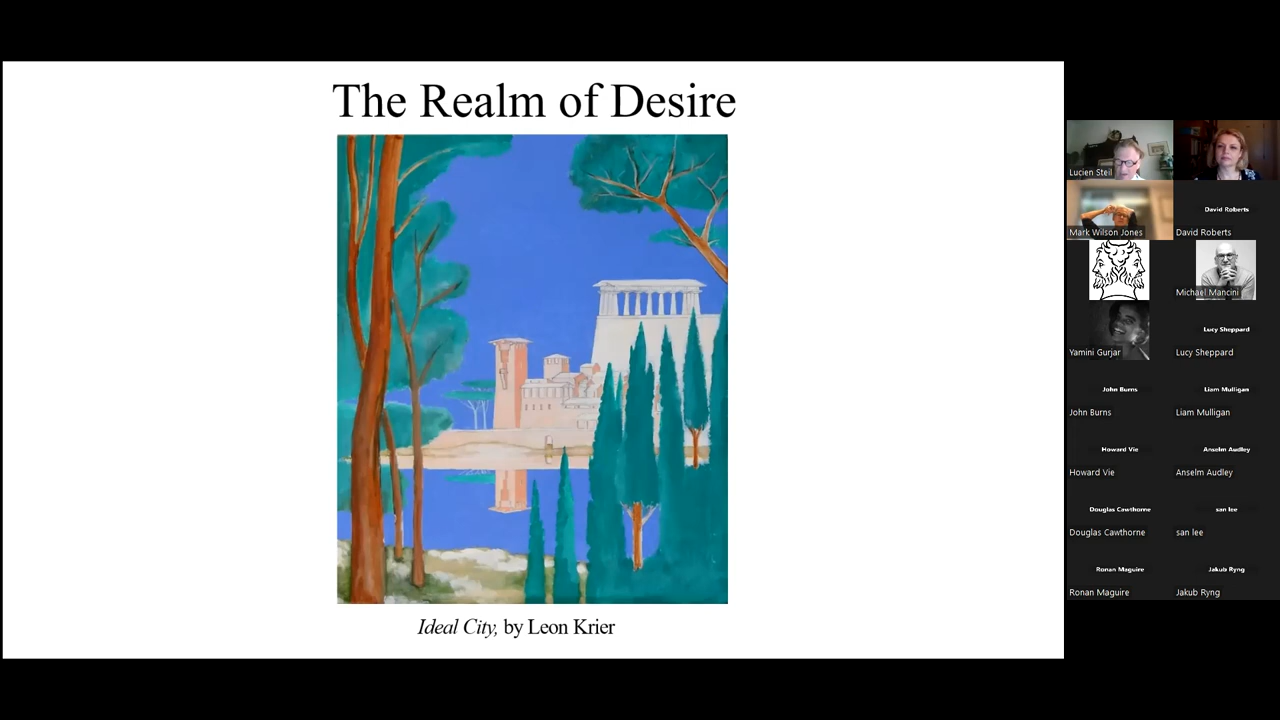 The Realm of Desire
Ideal City, by Leon Krier
Lucien Steil
Mark Wilson Jones
David Roberts
David Roberts
Michael Mancini
Yamini Gurjar
Lucy Sheppard
Lucy Sheppard
John Burns
John Burns
Liam Mulligan
Liam Mulligan
Howard Vie
Howard Vie
Anselm Audley
Anselm Audley
Douglas Cawthorne
Douglas Cawthorne
san lee
san lee
Ronan Maguire
Ronan Maguire
Jakub Ryng
Jakub Ryng